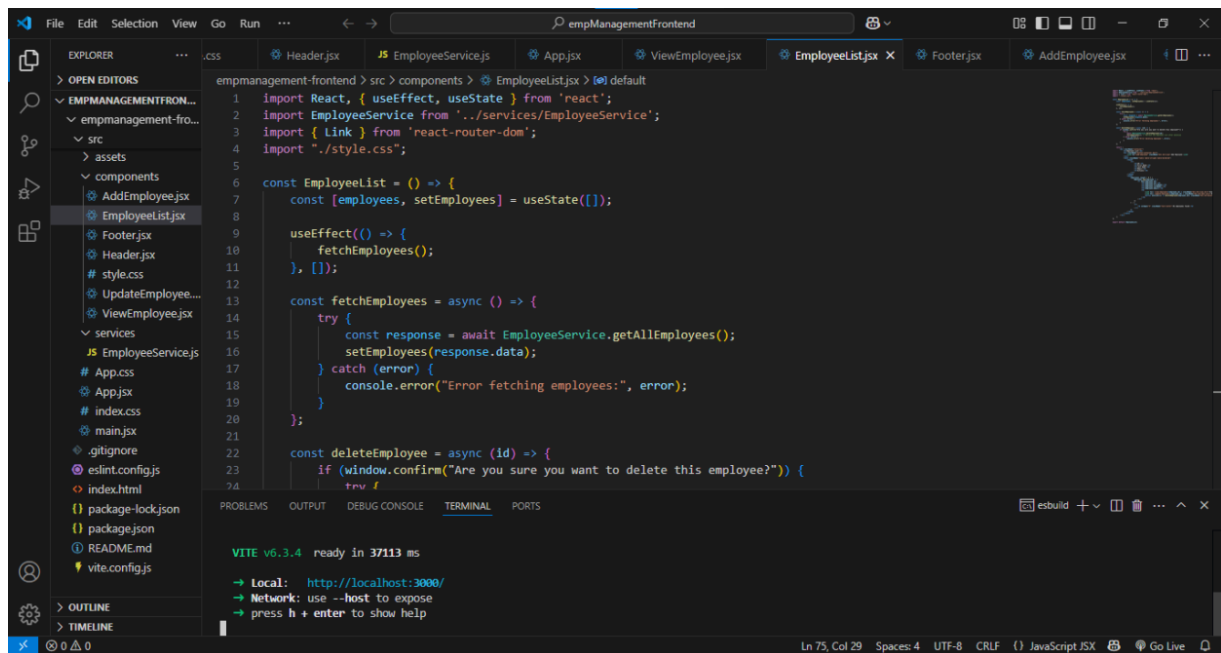 File Edit Selection View Go Run ··· ← → empManagementFrontend
EXPLORER ···
> OPEN EDITORS
EMPMANAGEMENTFRON...
empmanagement-fro...
src
> assets
components
AddEmployee.jsx
EmployeeList.jsx
Footer.jsx
Header.jsx
# style.css
UpdateEmployee....
ViewEmployee.jsx
services
JS EmployeeService.js
# App.css
App.jsx
# index.css
main.jsx
.gitignore
eslint.config.js
<> index.html
{} package-lock.json
{} package.json
README.md
vite.config.js
> OUTLINE
> TIMELINE
.css Header.jsx JS EmployeeService.js App.jsx ViewEmployee.jsx EmployeeList.jsx × Footer.jsx AddEmployee.jsx ···
empmanagement-frontend > src > components > EmployeeList.jsx > default
1 import React, { useEffect, useState } from 'react';
2 import EmployeeService from '../services/EmployeeService';
3 import { Link } from 'react-router-dom';
4 import "./style.css";
5
6 const EmployeeList = () => {
7     const [employees, setEmployees] = useState([]);
8
9     useEffect(() => {
10         fetchEmployees();
11     }, []);
12
13     const fetchEmployees = async () => {
14         try {
15             const response = await EmployeeService.getAllEmployees();
16             setEmployees(response.data);
17         } catch (error) {
18             console.error("Error fetching employees:", error);
19         }
20     };
21
22     const deleteEmployee = async (id) => {
23         if (window.confirm("Are you sure you want to delete this employee?")) {
24             try {
PROBLEMS OUTPUT DEBUG CONSOLE TERMINAL PORTS esbuild
VITE v6.3.4 ready in 37113 ms
→ Local: http://localhost:3000/
→ Network: use --host to expose
→ press h + enter to show help
0 0 Ln 75, Col 29 Spaces: 4 UTF-8 CRLF {} JavaScript JSX Go Live